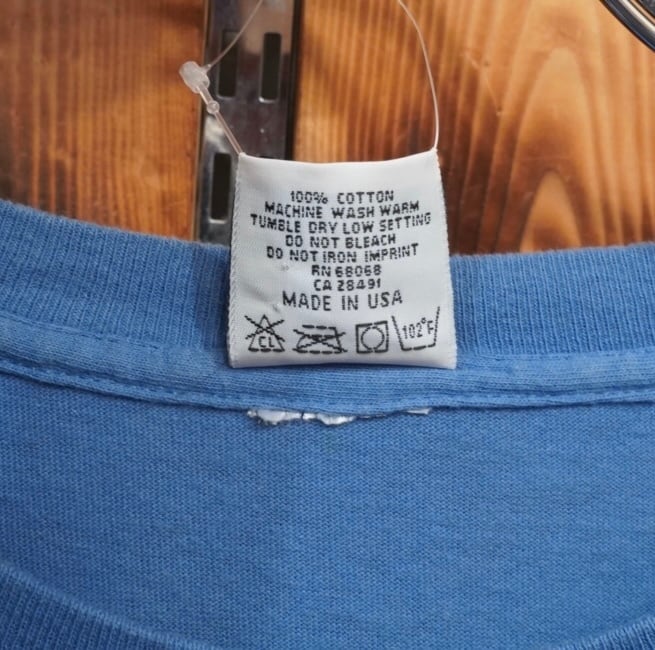 100% COTTON
MACHINE WASH WARM
TUMBLE DRY LOW SETTING
DO NOT BLEACH
DO NOT IRON IMPRINT
RN 68068
CA 28491
MADE IN USA
CL 102°F